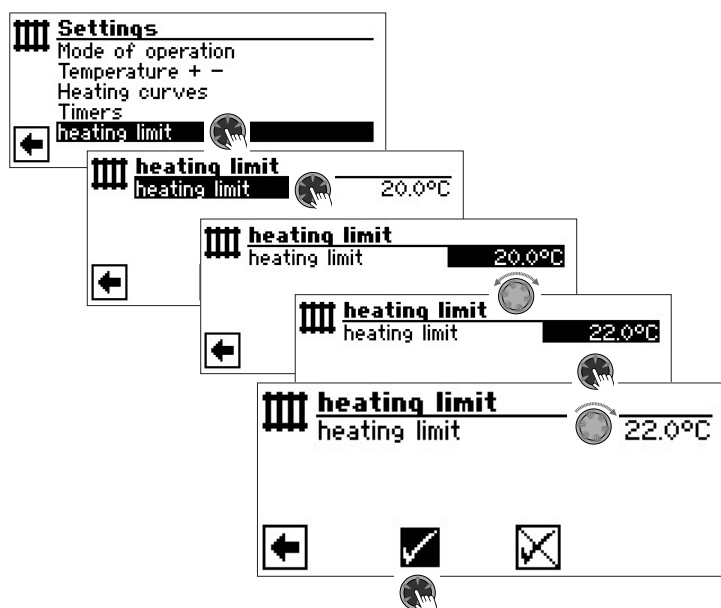 Settings
Mode of operation
Temperature + −
Heating curves
Timers
heating limit
heating limit
heating limit 20.0°C
heating limit
heating limit 20.0°C
heating limit
heating limit 22.0°C
heating limit
heating limit 22.0°C